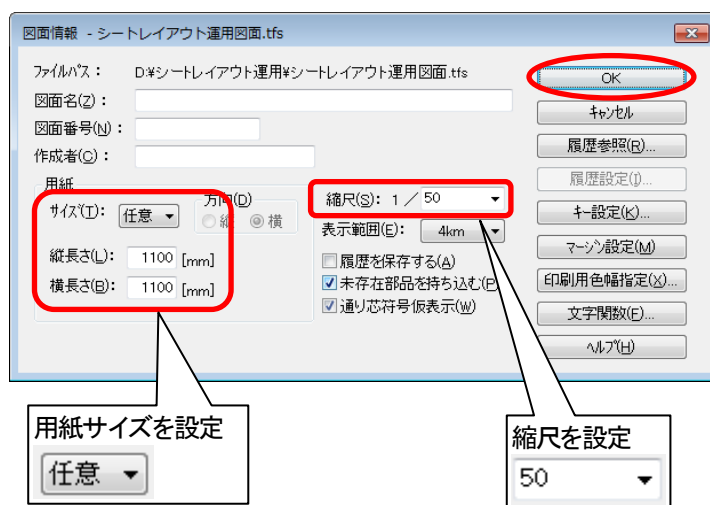 図面情報 - シートレイアウト運用図面.tfs
ファイルパス： D:¥シートレイアウト運用¥シートレイアウト運用図面.tfs
図面名(Z)：
図面番号(N)：
作成者(C)：
用紙
サイズ(T)： 任意
方向(D)
縦 横
縦長さ(L)： 1100 [mm]
横長さ(B)： 1100 [mm]
縮尺(S)： 1／ 50
表示範囲(E)： 4km
履歴を保存する(A)
未存在部品を持ち込む(P)
通り芯符号仮表示(W)
OK
キャンセル
履歴参照(R)...
履歴設定(I)...
キー設定(K)...
マージン設定(M)
印刷用色幅指定(X)...
文字関数(F)...
ヘルプ(H)
用紙サイズを設定
任意
縮尺を設定
50